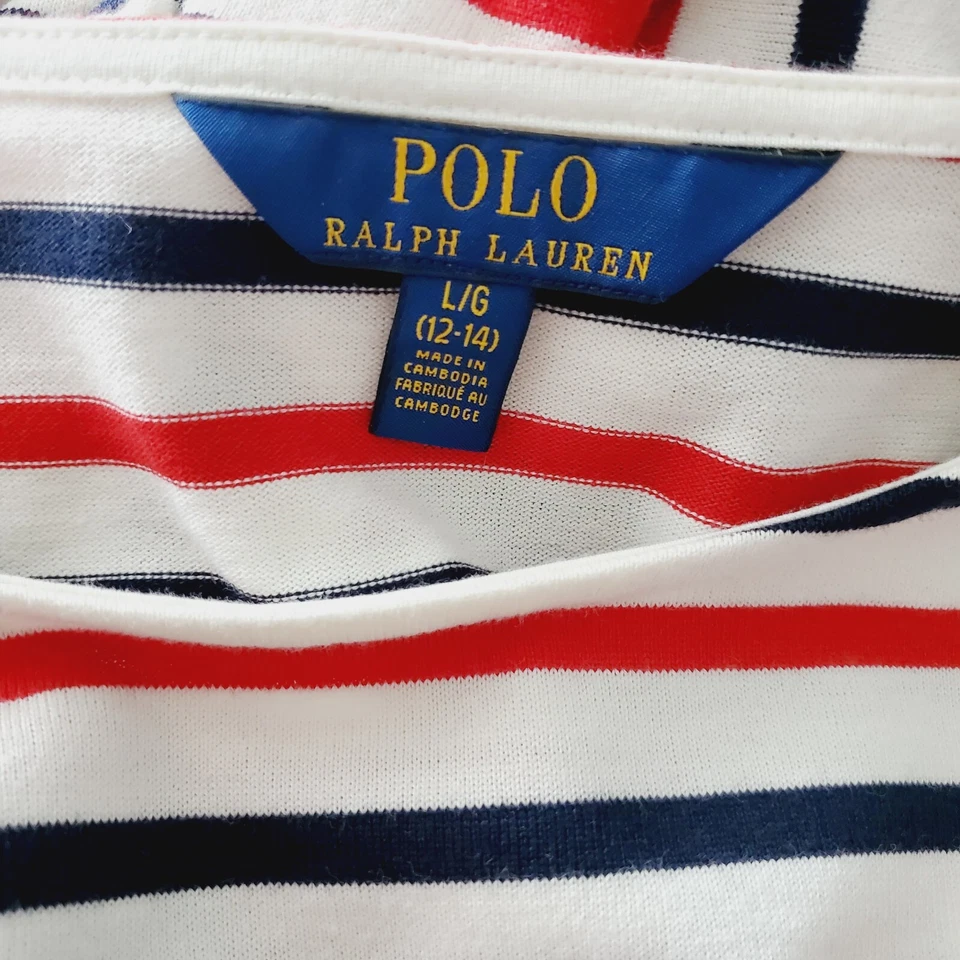 POLO
RALPH LAUREN
L/G
(12-14)
MADE IN
CAMBODIA
FABRIQUÉ AU
CAMBODGE